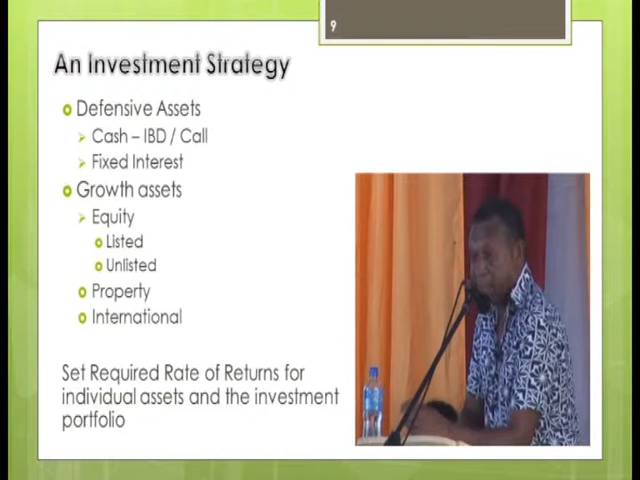 9
An Investment Strategy
Defensive Assets
Cash – IBD / Call
Fixed Interest
Growth assets
Equity
Listed
Unlisted
Property
International
Set Required Rate of Returns for
individual assets and the investment
portfolio